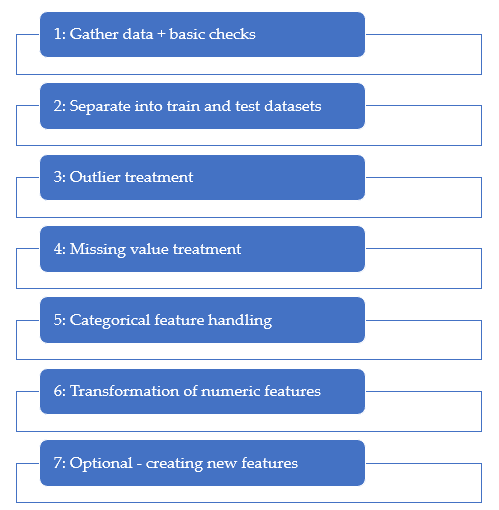 1: Gather data + basic checks
2: Separate into train and test datasets
3: Outlier treatment
4: Missing value treatment
5: Categorical feature handling
6: Transformation of numeric features
7: Optional - creating new features